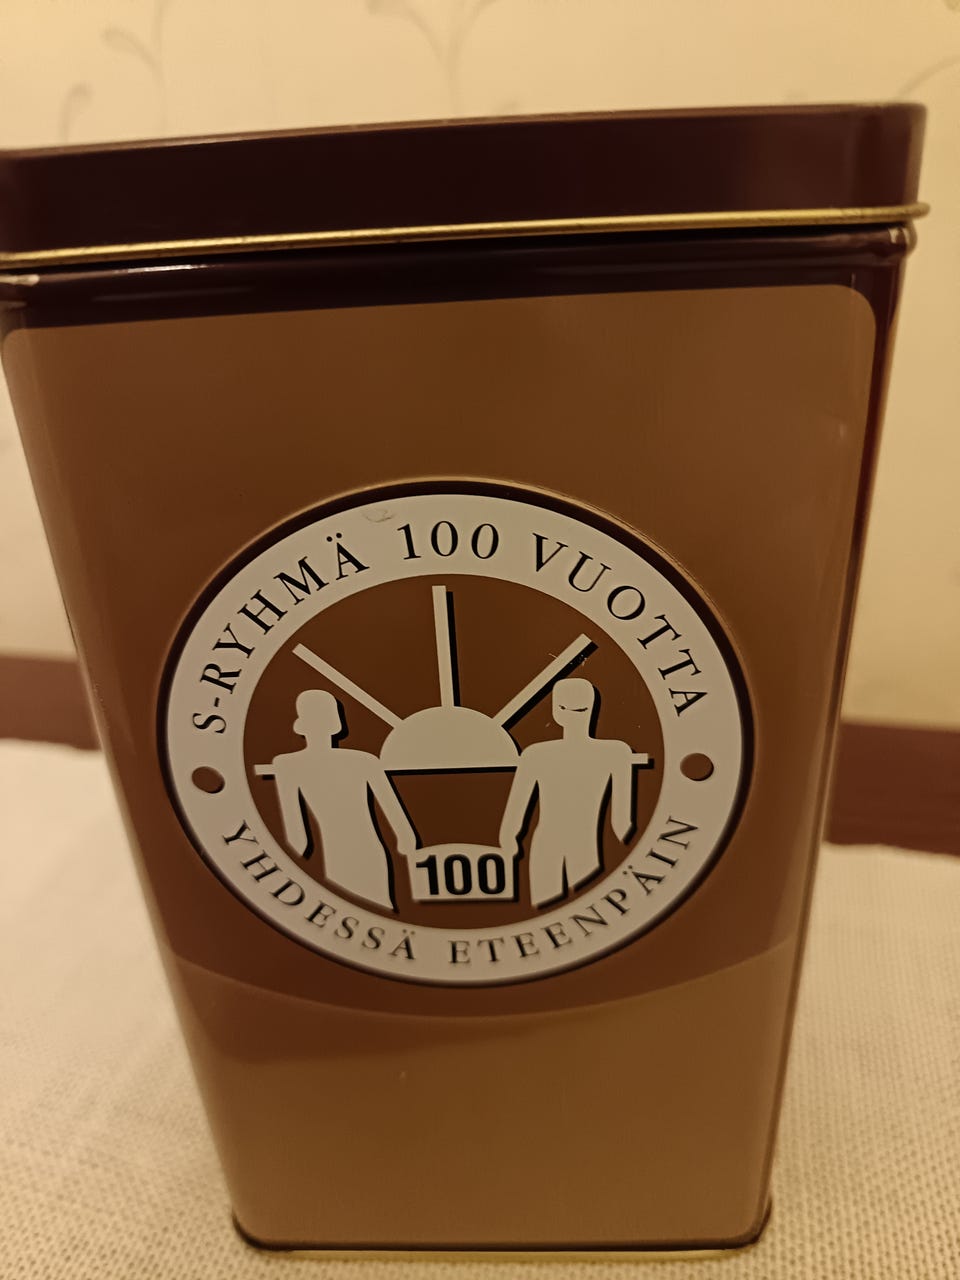 S-RYHMÄ 100 VUOTTA
100
YHDESSÄ ETEENPÄIN